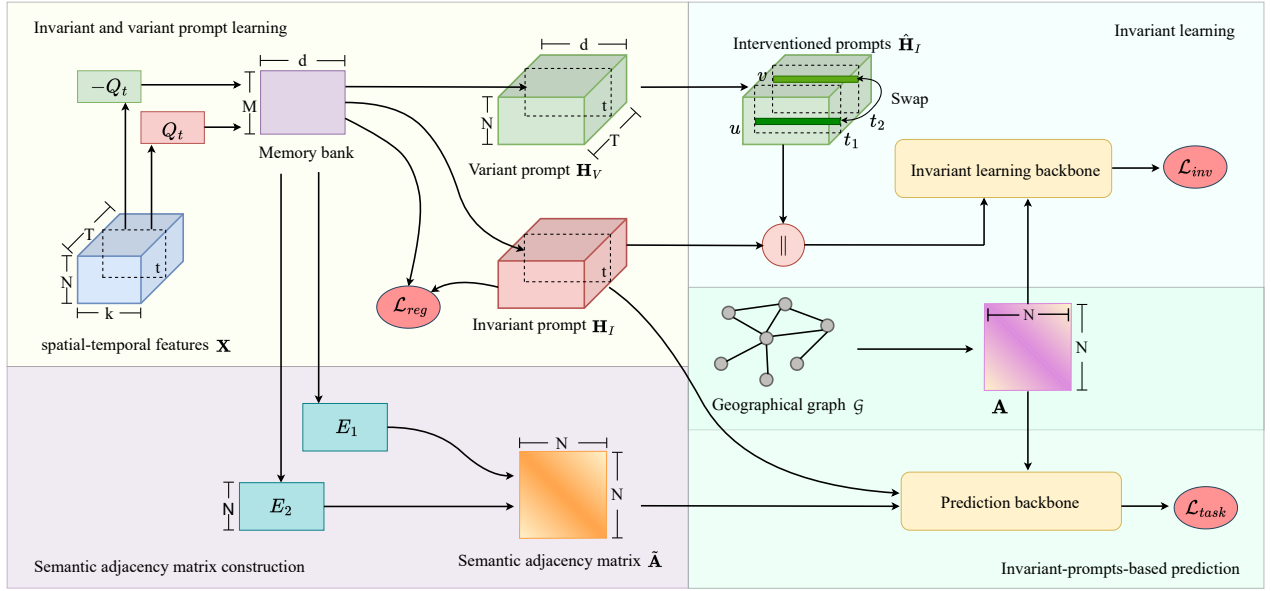 Invariant and variant prompt learning
−Q_t
Q_t
d
M
Memory bank
T
N
t
k
spatial-temporal features X
d
N
t
T
Variant prompt H_V
t
Invariant prompt H_I
ℒ_reg
Invariant learning
Interventioned prompts Ĥ_I
v
u
Swap
t_2
t_1
||
Invariant learning backbone
ℒ_inv
Geographical graph 𝒢
N
N
A
E_1
N
E_2
N
N
Semantic adjacency matrix Ã
Semantic adjacency matrix construction
Prediction backbone
ℒ_task
Invariant-prompts-based prediction